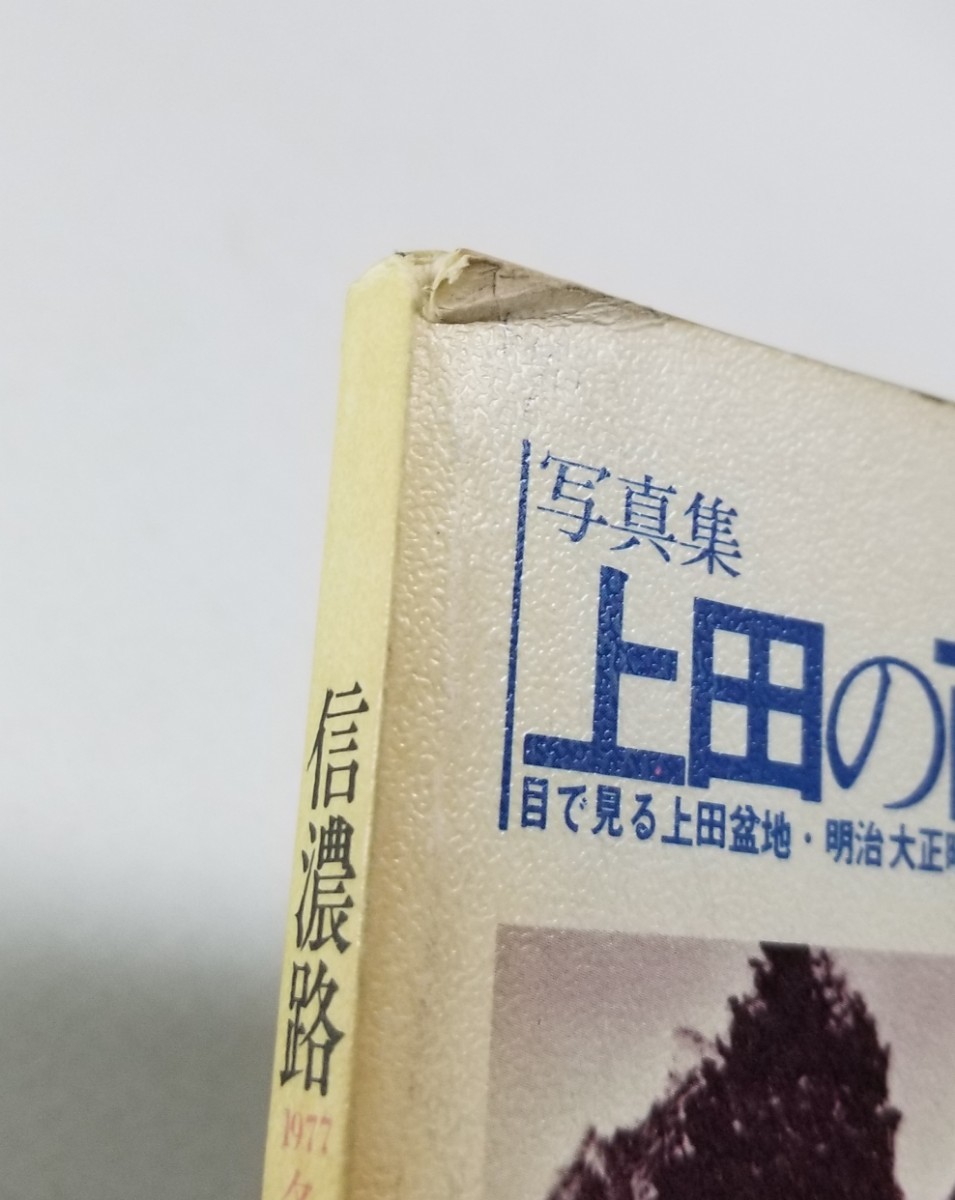 写真集
上田の
目で見る上田盆地・明治大正
信濃路
1977